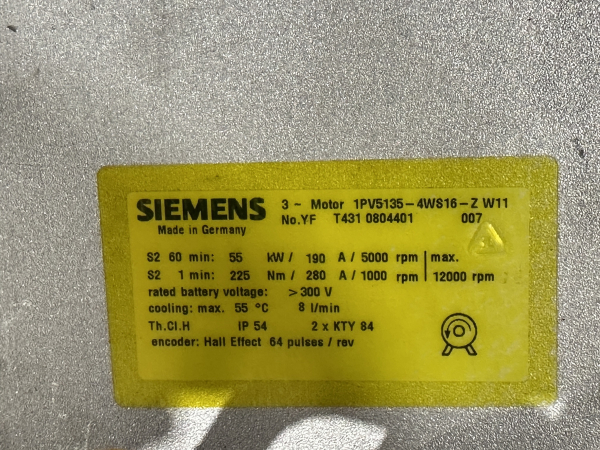 SIEMENS
Made in Germany
3 ~ Motor 1PV5135-4WS16-Z W11
No.YF T431 0804401 007
S2 60 min: 55 kW / 190 A / 5000 rpm max.
S2 1 min: 225 Nm / 280 A / 1000 rpm 12000 rpm
rated battery voltage: >300 V
cooling: max. 55 °C 8 l/min
Th.Cl.H IP 54 2 x KTY 84
encoder: Hall Effect 64 pulses / rev